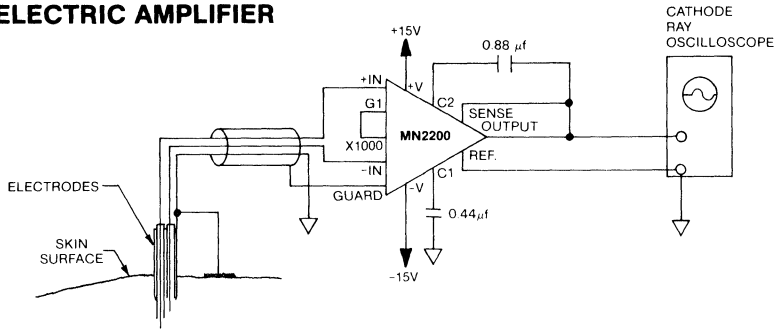 ELECTRIC AMPLIFIER
CATHODE
RAY
OSCILLOSCOPE
+15V
0.88 µf
+IN
+V
G1
C2
SENSE
OUTPUT
MN2200
X1000
REF.
-IN
C1
GUARD
-V
0.44µf
-15V
ELECTRODES
SKIN
SURFACE